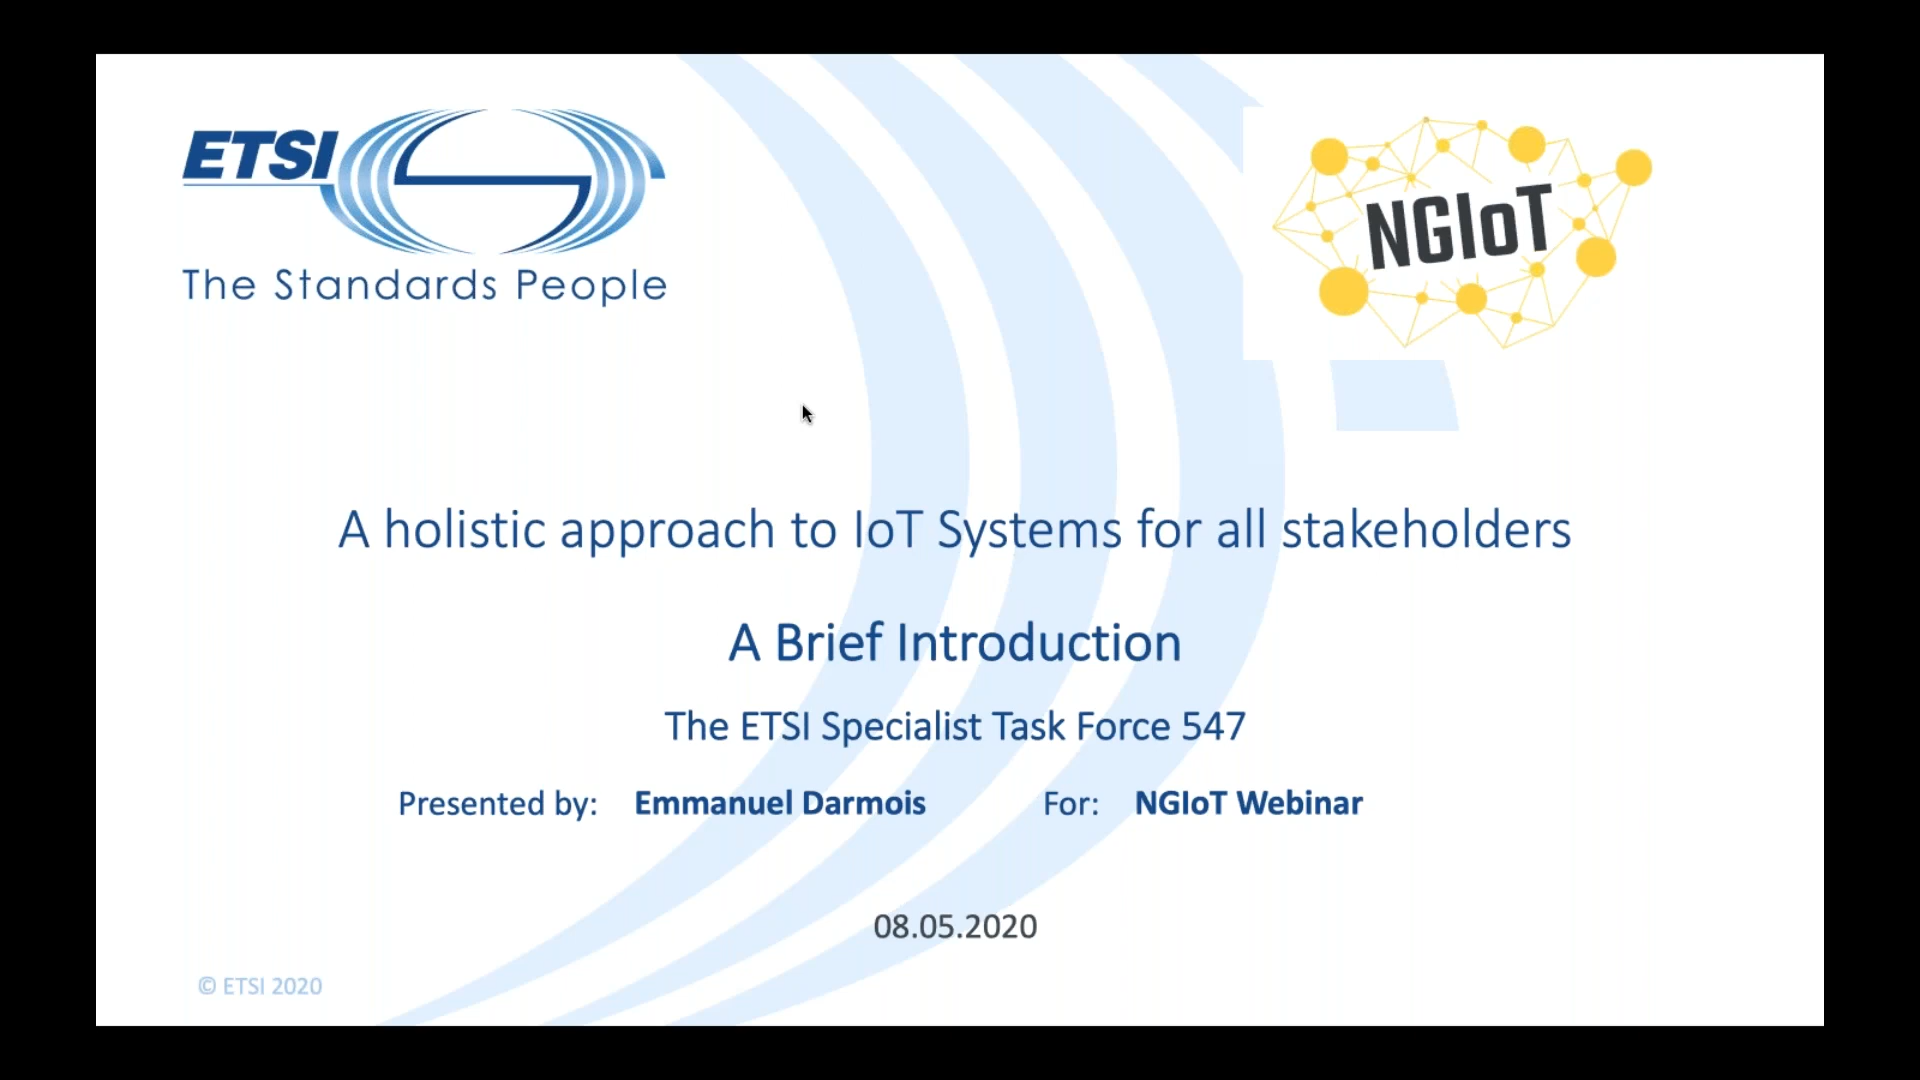 ETSI
The Standards People
NGIoT
A holistic approach to IoT Systems for all stakeholders
A Brief Introduction
The ETSI Specialist Task Force 547
Presented by: Emmanuel Darmois For: NGIoT Webinar
08.05.2020
© ETSI 2020